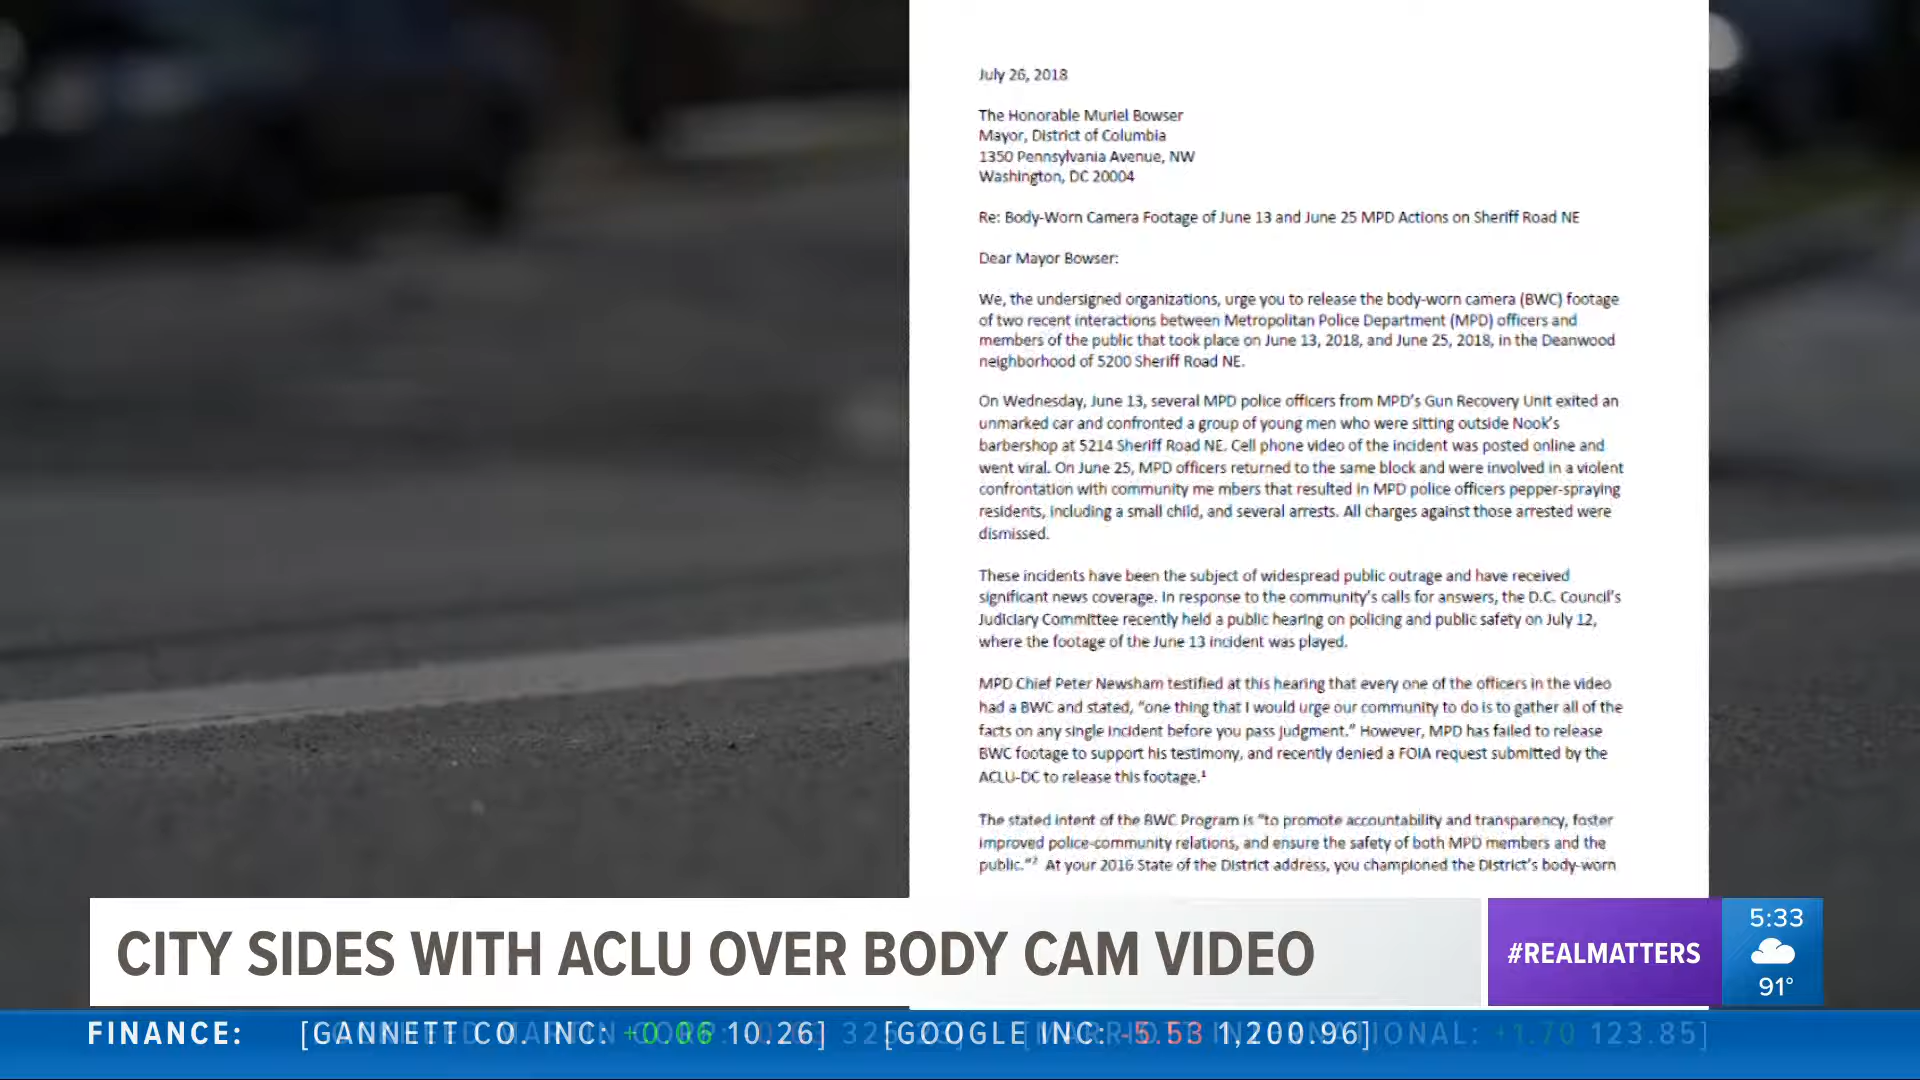 July 26, 2018
The Honorable Muriel Bowser
Mayor, District of Columbia
1350 Pennsylvania Avenue, NW
Washington, DC 20004
Re: Body-Worn Camera Footage of June 13 and June 25 MPD Actions on Sheriff Road NE
Dear Mayor Bowser:
We, the undersigned organizations, urge you to release the body-worn camera (BWC) footage
of two recent interactions between Metropolitan Police Department (MPD) officers and
members of the public that took place on June 13, 2018, and June 25, 2018, in the Deanwood
neighborhood of 5200 Sheriff Road NE.
On Wednesday, June 13, several MPD police officers from MPD's Gun Recovery Unit exited an
unmarked car and confronted a group of young men who were sitting outside Nook's
barbershop at 5214 Sheriff Road NE. Cell phone video of the incident was posted online and
went viral. On June 25, MPD officers returned to the same block and were involved in a violent
confrontation with community me mbers that resulted in MPD police officers pepper-spraying
residents, including a small child, and several arrests. All charges against those arrested were
dismissed.
These incidents have been the subject of widespread public outrage and have received
significant news coverage. In response to the community's calls for answers, the D.C. Council's
Judiciary Committee recently held a public hearing on policing and public safety on July 12,
where the footage of the June 13 incident was played.
MPD Chief Peter Newsham testified at this hearing that every one of the officers in the video
had a BWC and stated, "one thing that I would urge our community to do is to gather all of the
facts on any single incident before you pass judgment." However, MPD has failed to release
BWC footage to support his testimony, and recently denied a FOIA request submitted by the
ACLU-DC to release this footage.¹
The stated intent of the BWC Program is "to promote accountability and transparency, foster
improved police-community relations, and ensure the safety of both MPD members and the
public."² At your 2016 State of the District address, you championed the District's body-worn
CITY SIDES WITH ACLU OVER BODY CAM VIDEO
#REALMATTERS
5:33
91°
FINANCE: [GANNETT CO. INC: +0.06 10.26] [GOOGLE INC: -5.53 1,200.96]